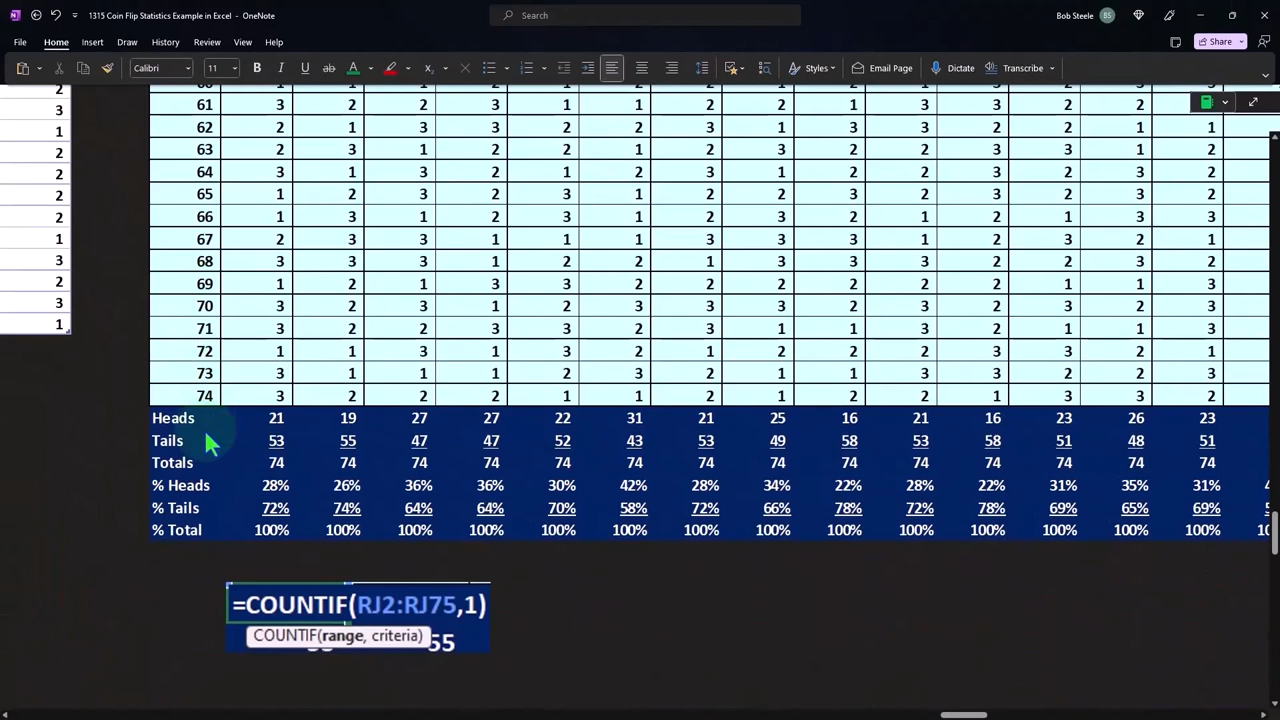 1315 Coin Flip Statistics Example in Excel - OneNote
Search
Bob Steele
BS
File Home Insert Draw History Review View Help
Share
Calibri 11 Email Page Dictate Transcribe Styles
2
3
1
2
2
2
2
1
3
2
3
1
61 3 2 2 3 1 1 2 2 1 3 3 2 2
62 2 1 3 3 2 2 3 1 3 3 2 2 1 1
63 2 3 1 2 2 1 2 3 2 2 3 3 1 2
64 3 1 3 2 1 2 3 1 2 2 3 2 2 2
65 1 2 3 2 3 1 2 2 3 2 3 2 1 2
66 1 3 1 2 3 1 2 3 2 1 2 1 3 3
67 2 3 3 1 1 1 3 3 3 1 2 3 2 1
68 3 3 3 1 2 2 1 3 3 3 2 2 3 2
69 1 2 1 3 3 2 2 2 2 2 3 1 1 3
70 3 2 3 1 2 3 3 2 2 3 2 3 2 3
71 3 2 2 3 3 2 3 1 1 3 2 1 1 3
72 1 1 3 1 3 2 1 2 2 2 3 3 2 1
73 3 1 1 1 2 3 2 1 1 3 3 2 2 3
74 3 2 2 2 1 1 2 1 2 2 1 3 3 2
Heads 21 19 27 27 22 31 21 25 16 21 16 23 26 23
Tails 53 55 47 47 52 43 53 49 58 53 58 51 48 51
Totals 74 74 74 74 74 74 74 74 74 74 74 74 74 74
% Heads 28% 26% 36% 36% 30% 42% 28% 34% 22% 28% 22% 31% 35% 31%
% Tails 72% 74% 64% 64% 70% 58% 72% 66% 78% 72% 78% 69% 65% 69%
% Total 100% 100% 100% 100% 100% 100% 100% 100% 100% 100% 100% 100% 100% 100%
=COUNTIF(RJ2:RJ75,1)
COUNTIF(range, criteria)
55